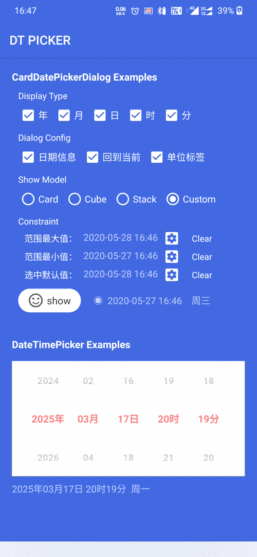 16:47 39%
DT PICKER
CardDatePickerDialog Examples
Display Type
年 月 日 时 分
Dialog Config
日期信息 回到当前 单位标签
Show Model
Card Cube Stack Custom
Constraint
范围最大值: 2020-05-28 16:46 Clear
范围最小值: 2020-05-27 16:46 Clear
选中默认值: 2020-05-28 16:46 Clear
show 2020-05-27 16:46 周三
DateTimePicker Examples
2024 02 16 19 18
2025年 03月 17日 20时 19分
2026 04 18 21 20
2025年03月17日 20时19分 周一